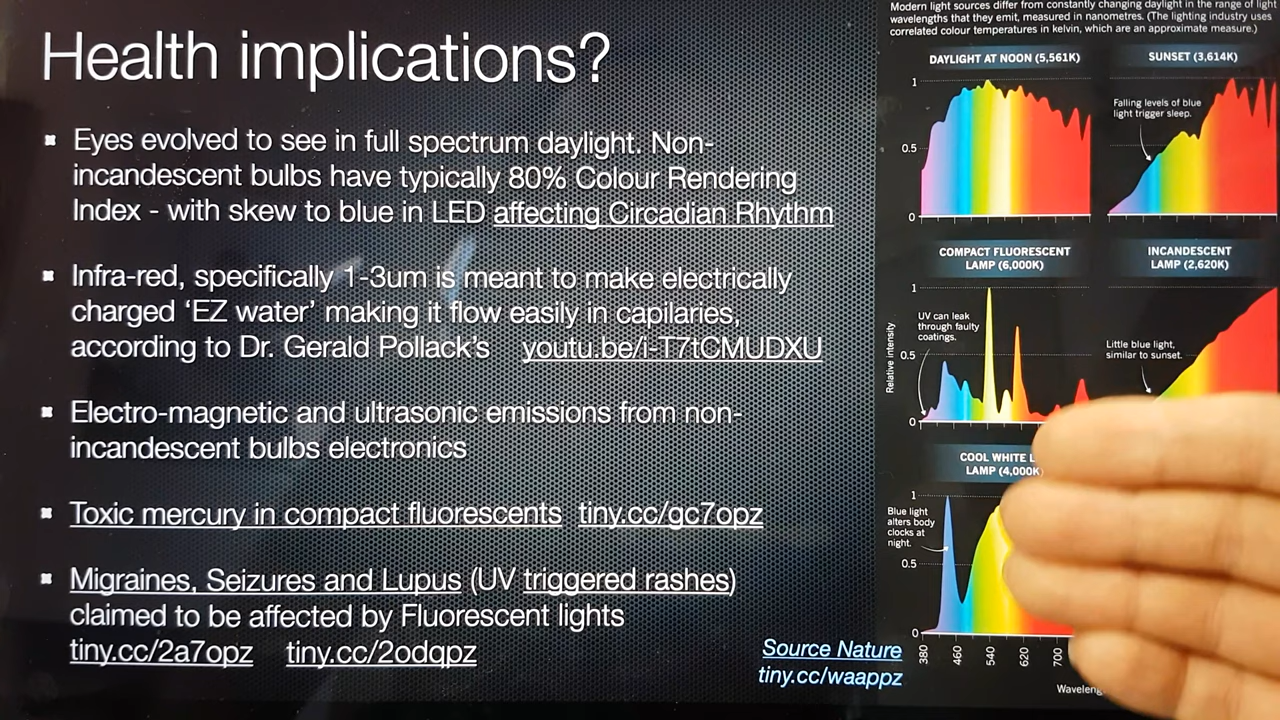 Health implications?
Eyes evolved to see in full spectrum daylight. Non-
incandescent bulbs have typically 80% Colour Rendering
Index - with skew to blue in LED affecting Circadian Rhythm
Infra-red, specifically 1-3um is meant to make electrically
charged ‘EZ water’ making it flow easily in capilaries,
according to Dr. Gerald Pollack’s youtu.be/i-T7tCMUDXU
Electro-magnetic and ultrasonic emissions from non-
incandescent bulbs electronics
Toxic mercury in compact fluorescents tiny.cc/gc7opz
Migraines, Seizures and Lupus (UV triggered rashes)
claimed to be affected by Fluorescent lights
tiny.cc/2a7opz tiny.cc/2odqpz
Source Nature
tiny.cc/waappz
Modern light sources differ from constantly changing daylight in the range of light
wavelengths that they emit, measured in nanometres. (The lighting industry uses
correlated colour temperatures in kelvin, which are an approximate measure.)
DAYLIGHT AT NOON (5,561K)
1
0.5
0
SUNSET (3,614K)
Falling levels of blue
light trigger sleep.
COMPACT FLUORESCENT
LAMP (6,000K)
1
UV can leak
through faulty
coatings.
0.5
0
Relative intensity
INCANDESCENT
LAMP (2,620K)
Little blue light,
similar to sunset.
COOL WHITE
LAMP (4,000K
1
Blue light
alters body
clocks at
night.
0.5
0
380 460 540 620 700